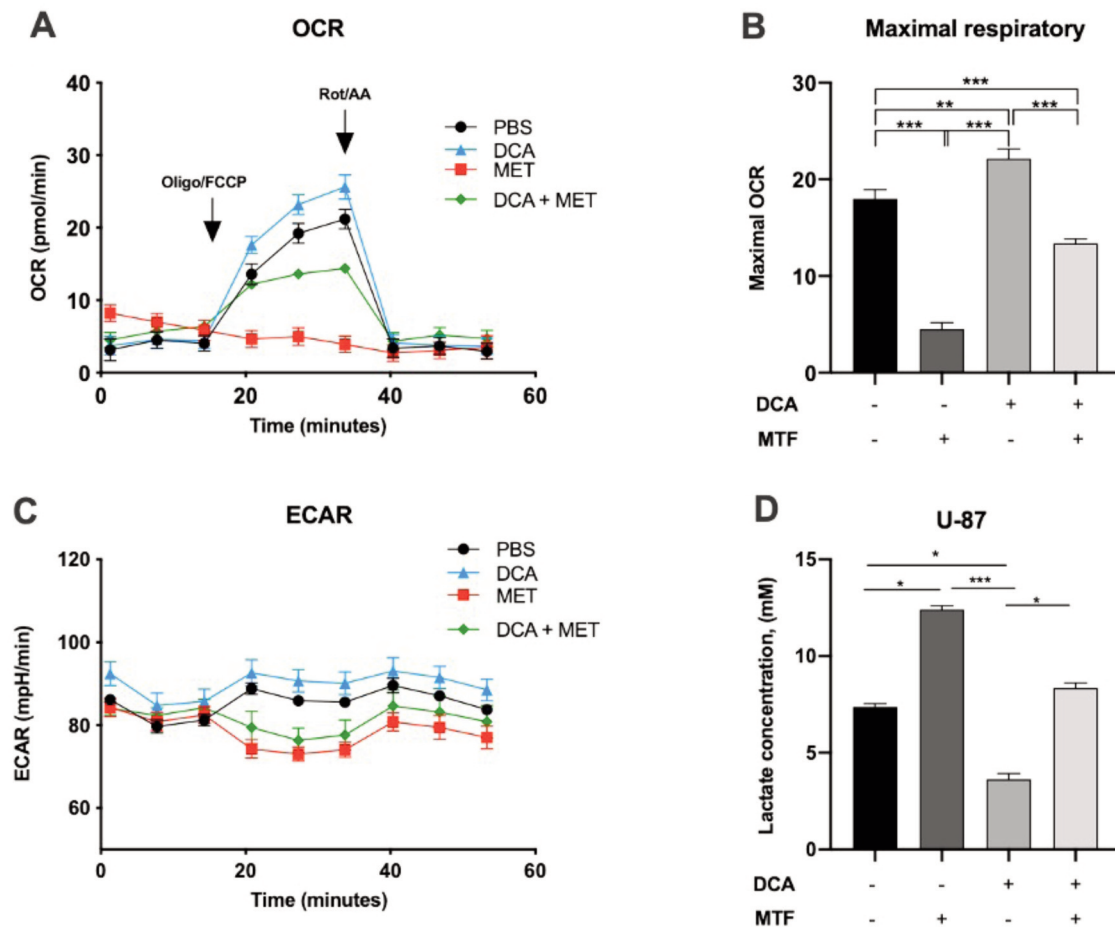 A
OCR
OCR (pmol/min)
40
30
20
10
0
Oligo/FCCP
Rot/AA
PBS
DCA
MET
DCA + MET
0
20
40
60
Time (minutes)
B
Maximal respiratory
Maximal OCR
30
20
10
0
***
**
***
***
***
DCA - - + +
MTF - + - +
C
ECAR
ECAR (mpH/min)
120
100
80
60
PBS
DCA
MET
DCA + MET
0
20
40
60
Time (minutes)
D
U-87
Lactate concentration, (mM)
15
10
5
0
*
*
***
*
DCA - - + +
MTF - + - +